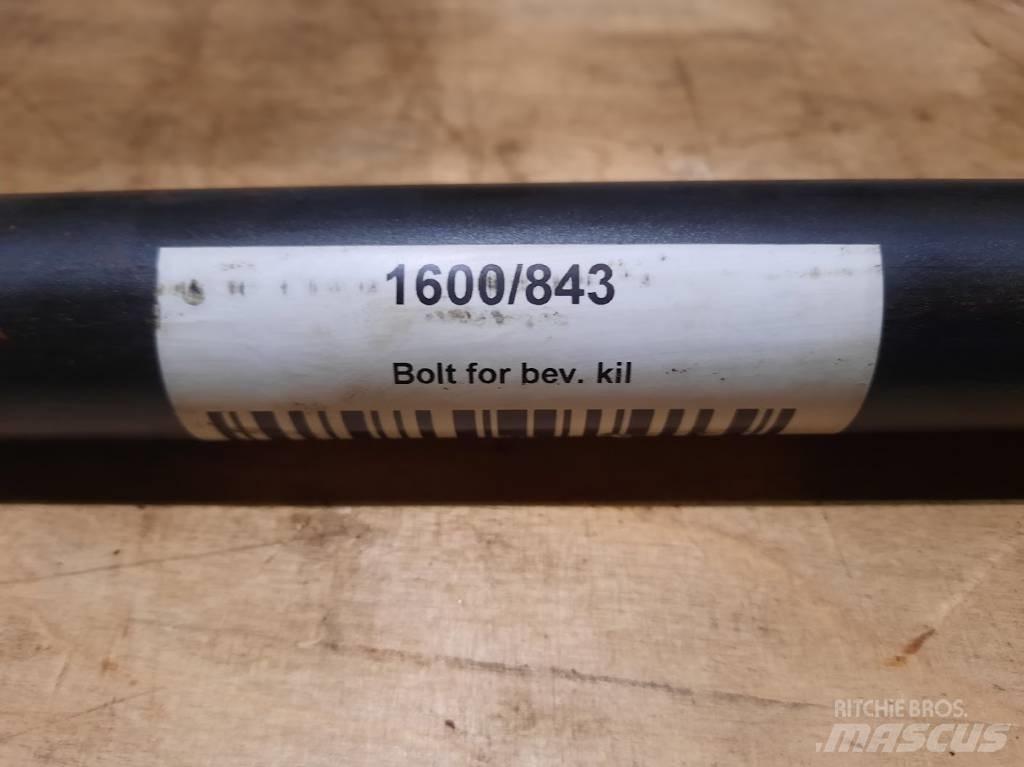 1600/843
Bolt for bev. kil
RITCHIE BROS.
MASCUS